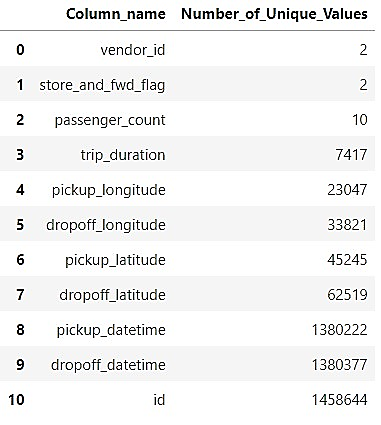 Column_name Number_of_Unique_Values
0 vendor_id 2
1 store_and_fwd_flag 2
2 passenger_count 10
3 trip_duration 7417
4 pickup_longitude 23047
5 dropoff_longitude 33821
6 pickup_latitude 45245
7 dropoff_latitude 62519
8 pickup_datetime 1380222
9 dropoff_datetime 1380377
10 id 1458644